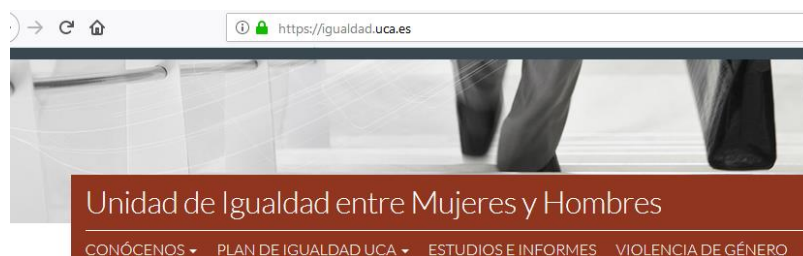 https://igualdad.uca.es
Unidad de Igualdad entre Mujeres y Hombres
CONÓCENOS PLAN DE IGUALDAD UCA ESTUDIOS E INFORMES VIOLENCIA DE GÉNERO